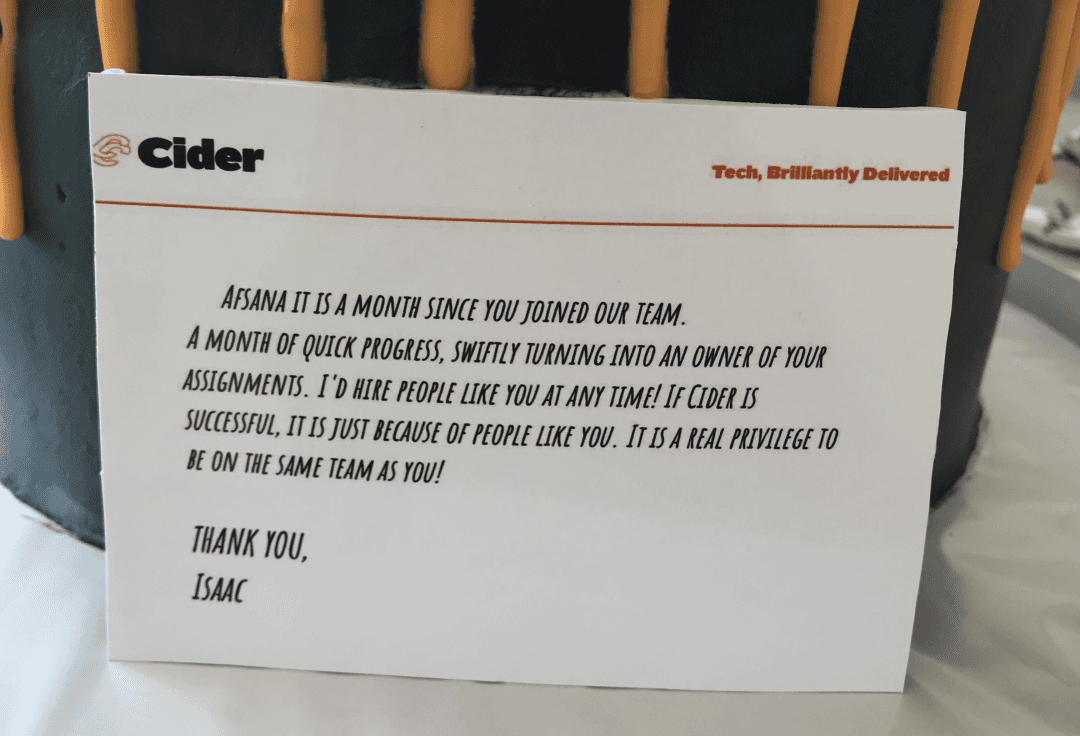 Cider
Tech, Brilliantly Delivered
AFSANA IT IS A MONTH SINCE YOU JOINED OUR TEAM.
A MONTH OF QUICK PROGRESS, SWIFTLY TURNING INTO AN OWNER OF YOUR
ASSIGNMENTS. I'D HIRE PEOPLE LIKE YOU AT ANY TIME! IF CIDER IS
SUCCESSFUL, IT IS JUST BECAUSE OF PEOPLE LIKE YOU. IT IS A REAL PRIVILEGE TO
BE ON THE SAME TEAM AS YOU!
THANK YOU,
ISAAC